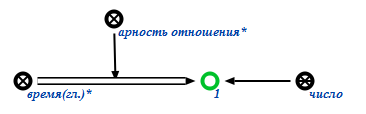 арность отношения*
время(гл.)*
1
число